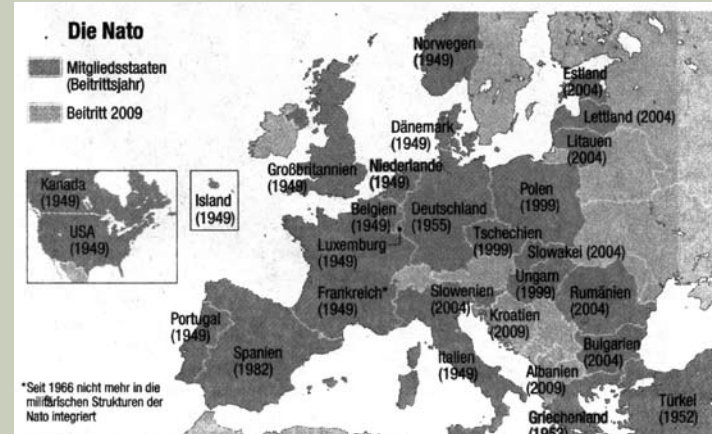 Die Nato
Mitgliedsstaaten
(Beitrittsjahr)
Beitritt 2009
Kanada
(1949)
USA
(1949)
Island
(1949)
Norwegen
(1949)
Estland
(2004)
Lettland (2004)
Litauen
(2004)
Dänemark
(1949)
Großbritannien
(1949)
Niederlande
(1949)
Belgien
(1949)
Luxemburg
(1949)
Deutschland
(1955)
Polen
(1999)
Tschechien
(1999)
Slowakei (2004)
Ungarn
(1999)
Rumänien
(2004)
Frankreich*
(1949)
Slowenien
(2004)
Kroatien
(2009)
Bulgarien
(2004)
Portugal
(1949)
Spanien
(1982)
Italien
(1949)
Albanien
(2009)
Griechenland
(1952)
Türkei
(1952)
*Seit 1966 nicht mehr in die
militärischen Strukturen der
Nato integriert